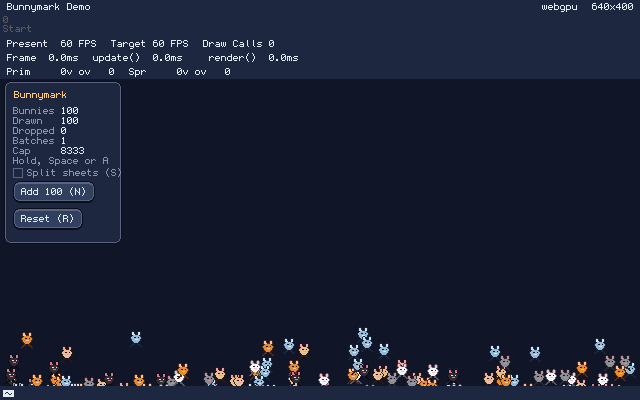 Bunnymark Demo webgpu 640x400
0
Start
Present 60 FPS Target 60 FPS Draw Calls 0
Frame 0.0ms update() 0.0ms render() 0.0ms
Prim 0v ov 0 Spr 0v ov 0
Bunnymark
Bunnies 100
Drawn 100
Dropped 0
Batches 1
Cap 8333
Hold, Space or A
Split sheets (S)
Add 100 (N)
Reset (R)